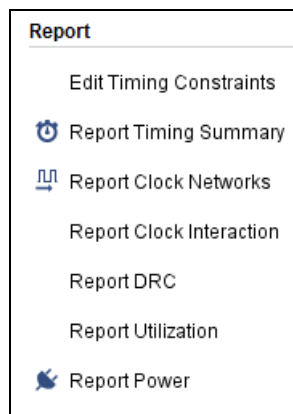 Report
Edit Timing Constraints
Report Timing Summary
Report Clock Networks
Report Clock Interaction
Report DRC
Report Utilization
Report Power